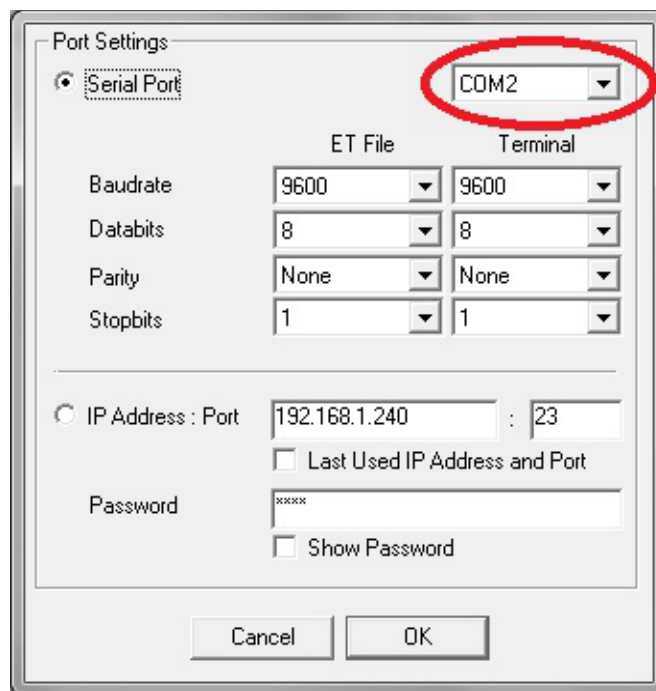 Port Settings
Serial Port COM2
ET File Terminal
Baudrate 9600 9600
Databits 8 8
Parity None None
Stopbits 1 1
IP Address : Port 192.168.1.240 : 23
Last Used IP Address and Port
Password ****
Show Password
Cancel OK